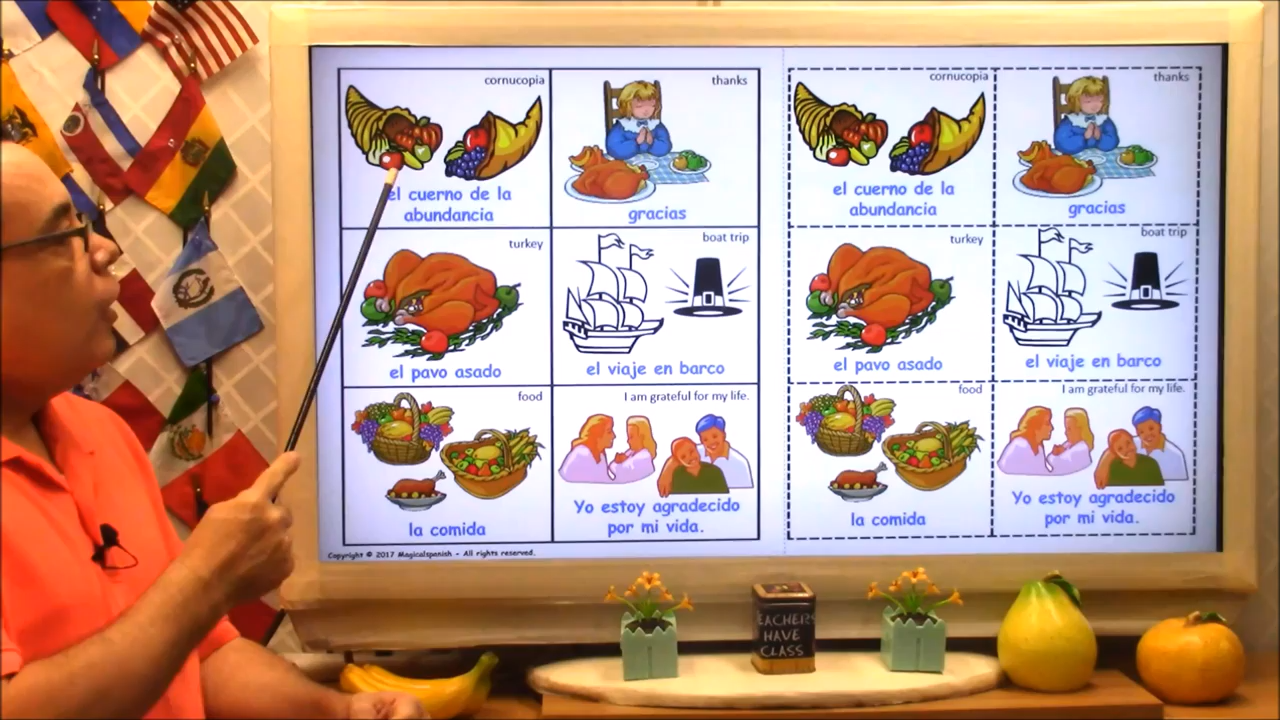 cornucopia
el cuerno de la
abundancia
thanks
gracias
turkey
el pavo asado
boat trip
el viaje en barco
food
la comida
I am grateful for my life.
Yo estoy agradecido
por mi vida.
cornucopia
el cuerno de la
abundancia
thanks
gracias
turkey
el pavo asado
boat trip
el viaje en barco
food
la comida
I am grateful for my life.
Yo estoy agradecido
por mi vida.
Copyright © 2017 Magicalspanish - All rights reserved.
EACHERS
HAVE
CLASS